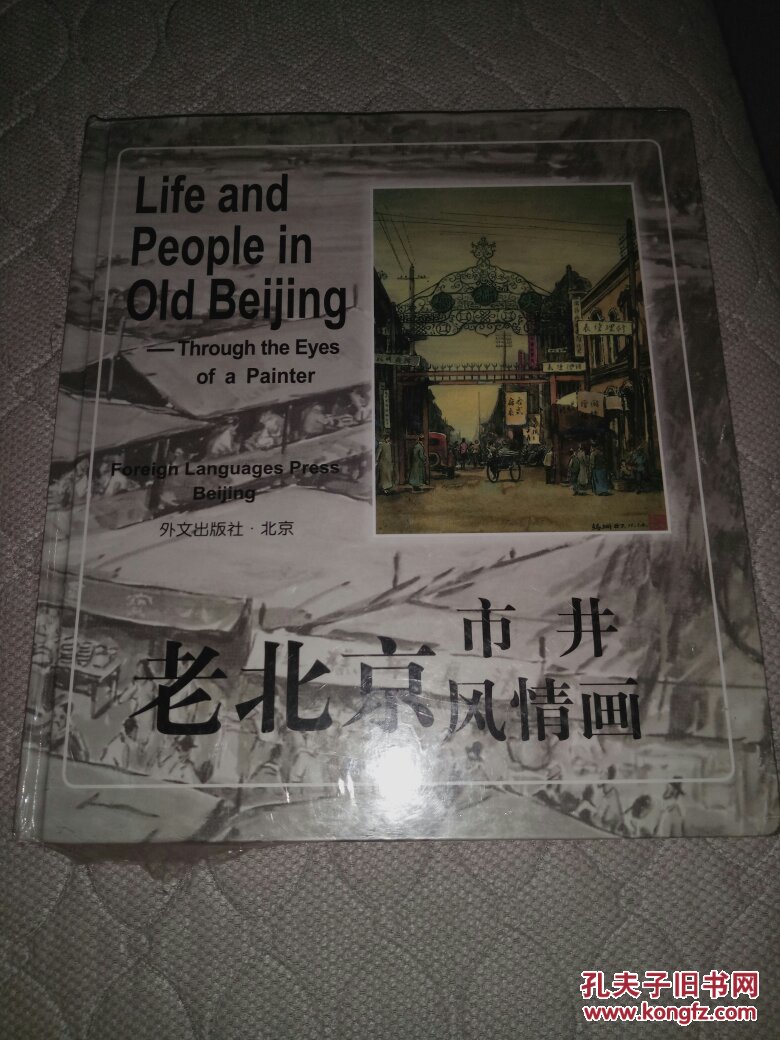 Life and
People in
Old Beijing
—Through the Eyes
of a Painter
Foreign Languages Press
Beijing
外文出版社·北京
老北京市井
风情画
孔夫子旧书网
www.kongfz.com